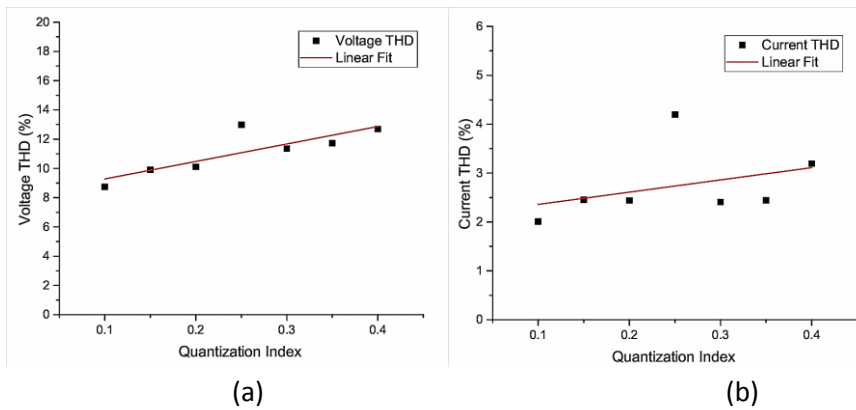 20
18
16
14
12
10
8
6
4
2
0
Voltage THD (%)
Voltage THD
Linear Fit
0.1 0.2 0.3 0.4
Quantization Index
(a)
6
5
4
3
2
1
0
Current THD (%)
Current THD
Linear Fit
0.1 0.2 0.3 0.4
Quantization Index
(b)